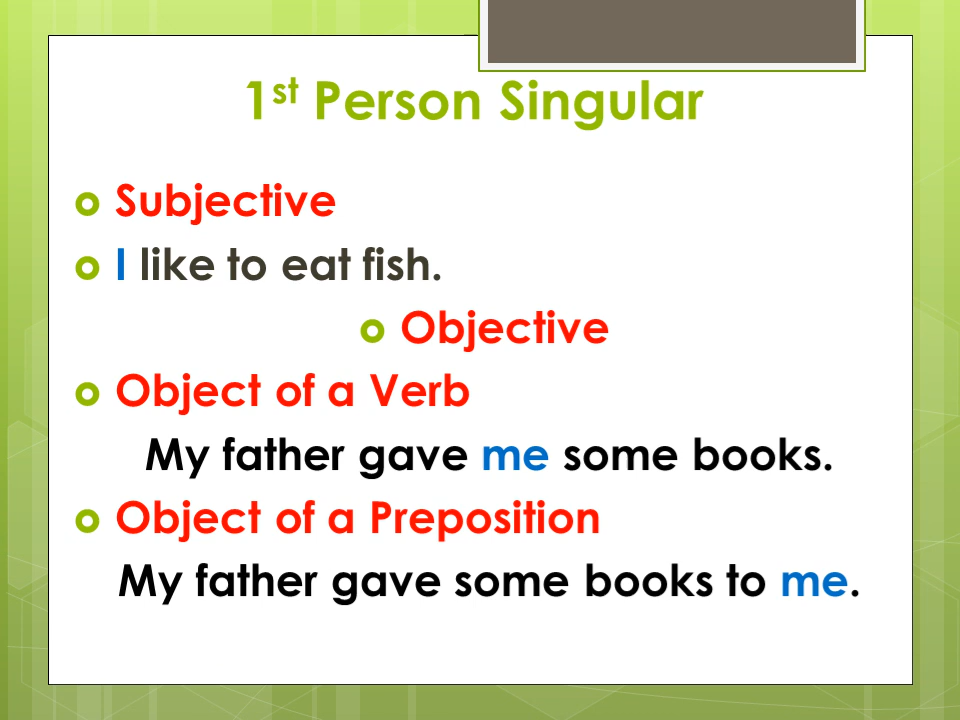 1st Person Singular
Subjective
I like to eat fish.
Objective
Object of a Verb
My father gave me some books.
Object of a Preposition
My father gave some books to me.